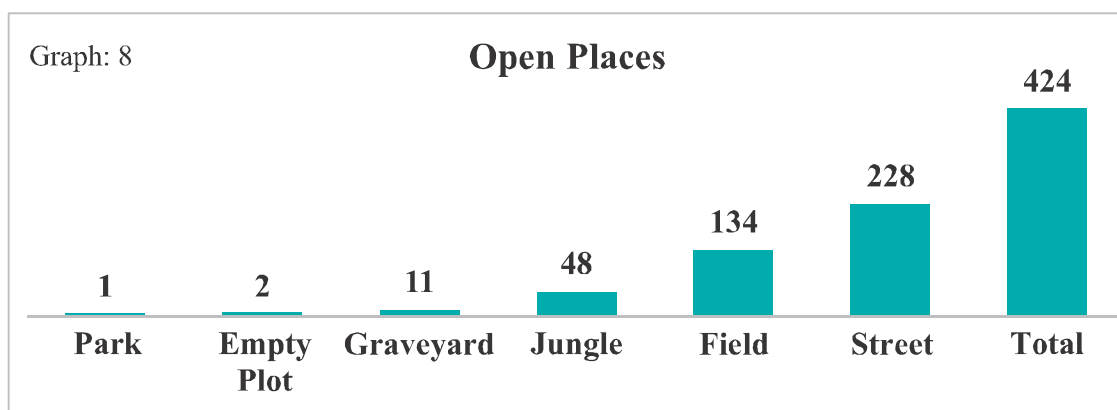 Graph: 8
Open Places
424
228
134
48
11
2
1
Park
Empty
Plot
Graveyard
Jungle
Field
Street
Total